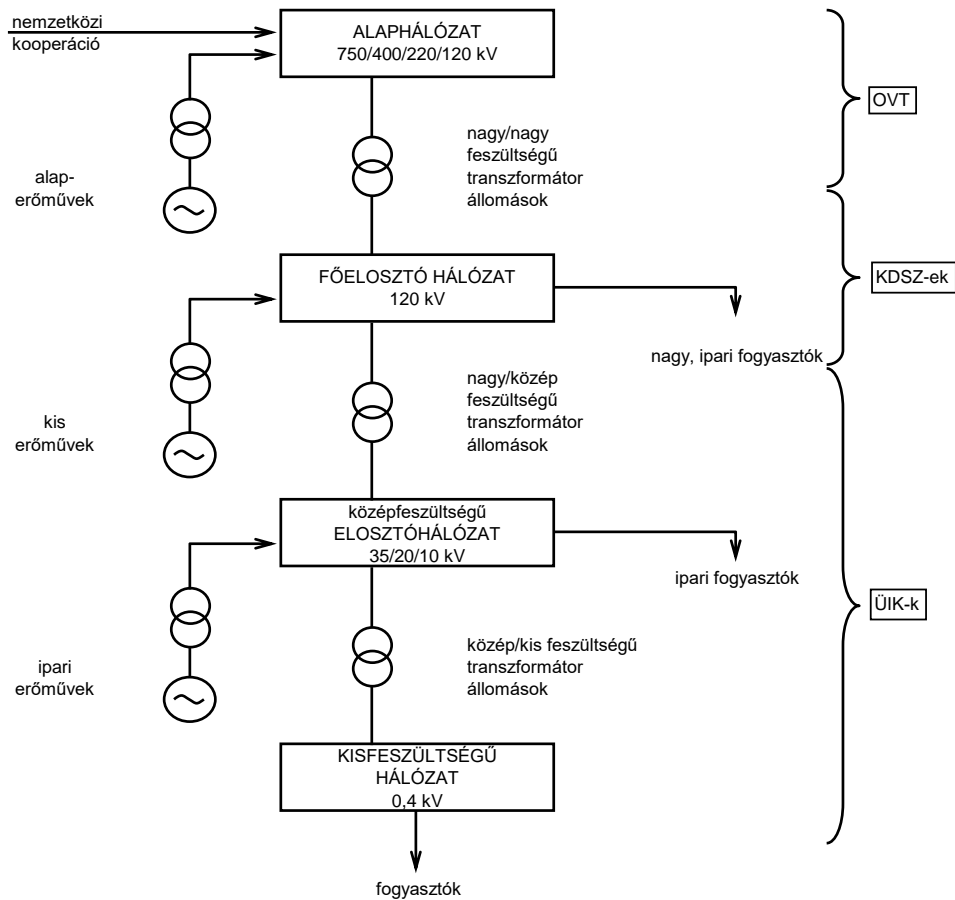 nemzetközi
kooperáció
ALAPHÁLÓZAT
750/400/220/120 kV
OVT
nagy/nagy
feszültségű
transzformátor
állomások
alap-
erőművek
FŐELOSZTÓ HÁLÓZAT
120 kV
KDSZ-ek
nagy, ipari fogyasztók
nagy/közép
feszültségű
transzformátor
állomások
kis
erőművek
középfeszültségű
ELOSZTÓHÁLÓZAT
35/20/10 kV
ipari fogyasztók
ÜIK-k
közép/kis feszültségű
transzformátor
állomások
ipari
erőművek
KISFESZÜLTSÉGŰ
HÁLÓZAT
0,4 kV
fogyasztók